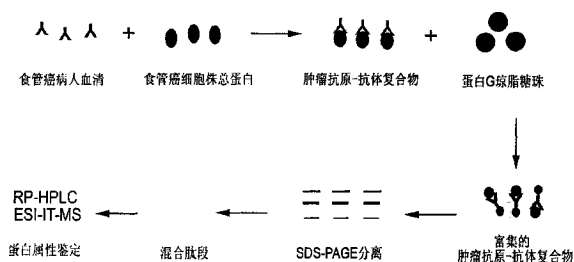 食管癌病人血清
食管癌细胞株总蛋白
肿瘤抗原-抗体复合物
蛋白G琼脂糖珠
RP-HPLC
ESI-IT-MS
蛋白属性鉴定
混合肽段
SDS-PAGE分离
富集的
肿瘤抗原-抗体复合物